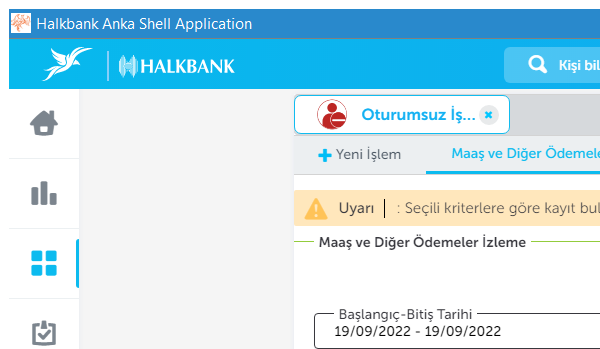 Halkbank Anka Shell Application
HALKBANK
Kişi bil
Oturumsuz İş...
Yeni İşlem
Maaş ve Diğer Ödemele
Uyarı
: Seçili kriterlere göre kayıt bul
Maaş ve Diğer Ödemeler İzleme
Başlangıç-Bitiş Tarihi
19/09/2022 - 19/09/2022